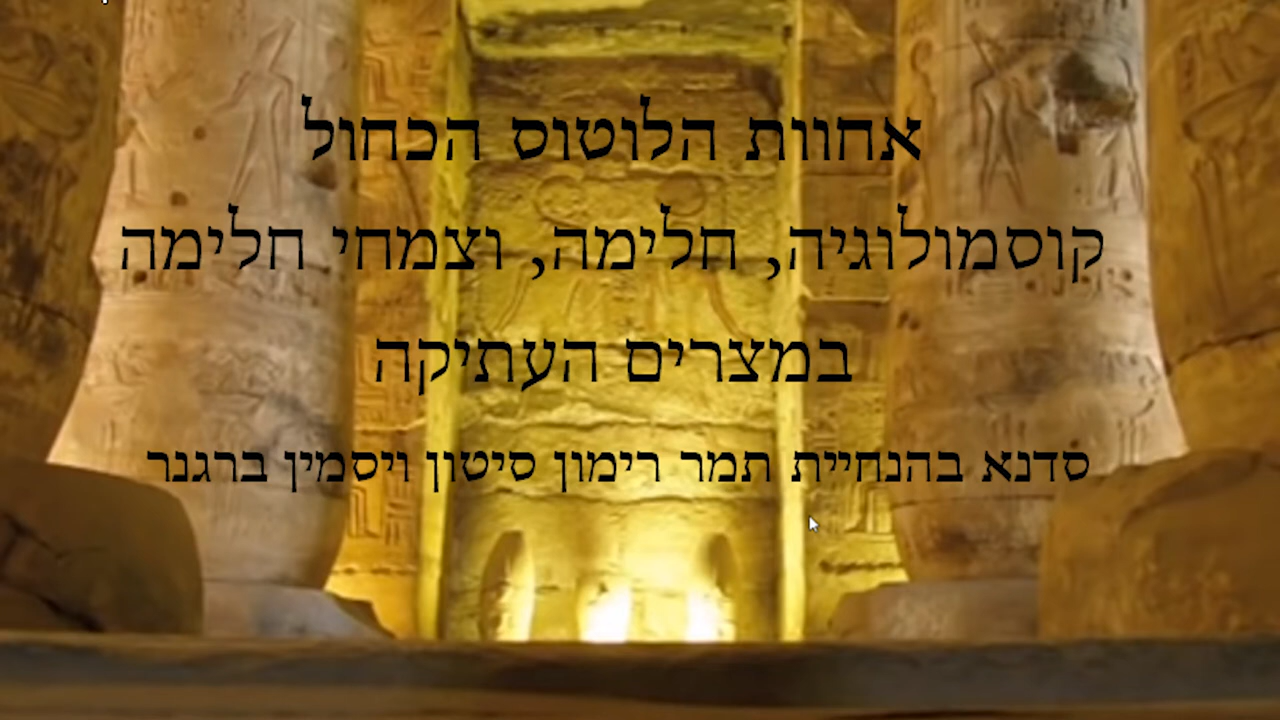 אחוות הלוטוס הכחול
קוסמולוגיה, חלימה, וצמחי חלימה
במצרים העתיקה
סדנא בהנחיית תמר רימון סיטון ויסמין ברגנר